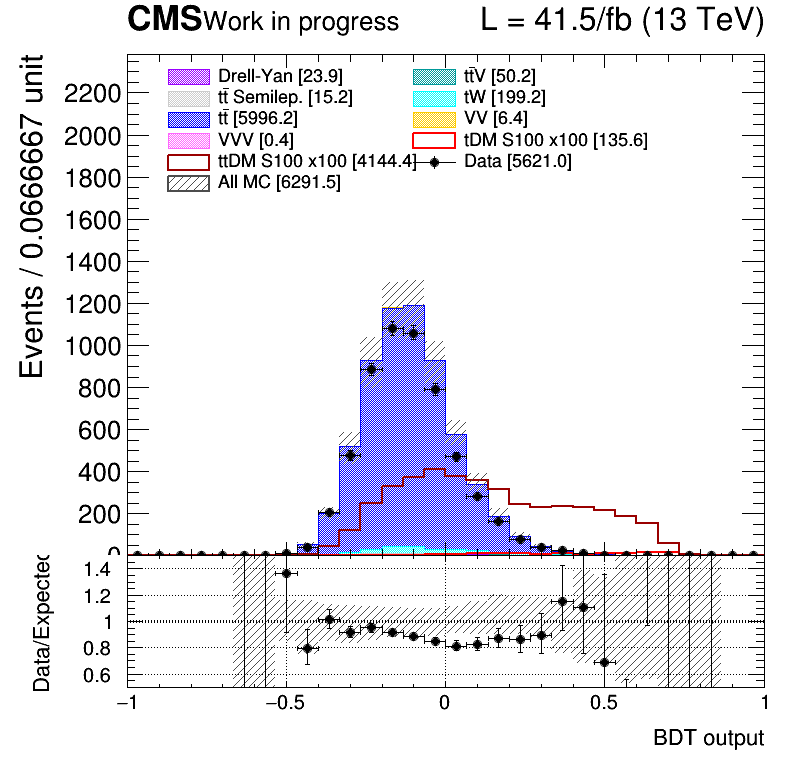 CMS Work in progress L = 41.5/fb (13 TeV)
Events / 0.0666667 unit
Drell-Yan [23.9] tt̄V [50.2]
tt̄ Semilep. [15.2] tW [199.2]
tt̄ [5996.2] VV [6.4]
VVV [0.4] tDM S100 x100 [135.6]
ttDM S100 x100 [4144.4] Data [5621.0]
All MC [6291.5]
2200
2000
1800
1600
1400
1200
1000
800
600
400
200
0
Data/Expected
1.4
1.2
1
0.8
0.6
−1 −0.5 0 0.5 1
BDT output